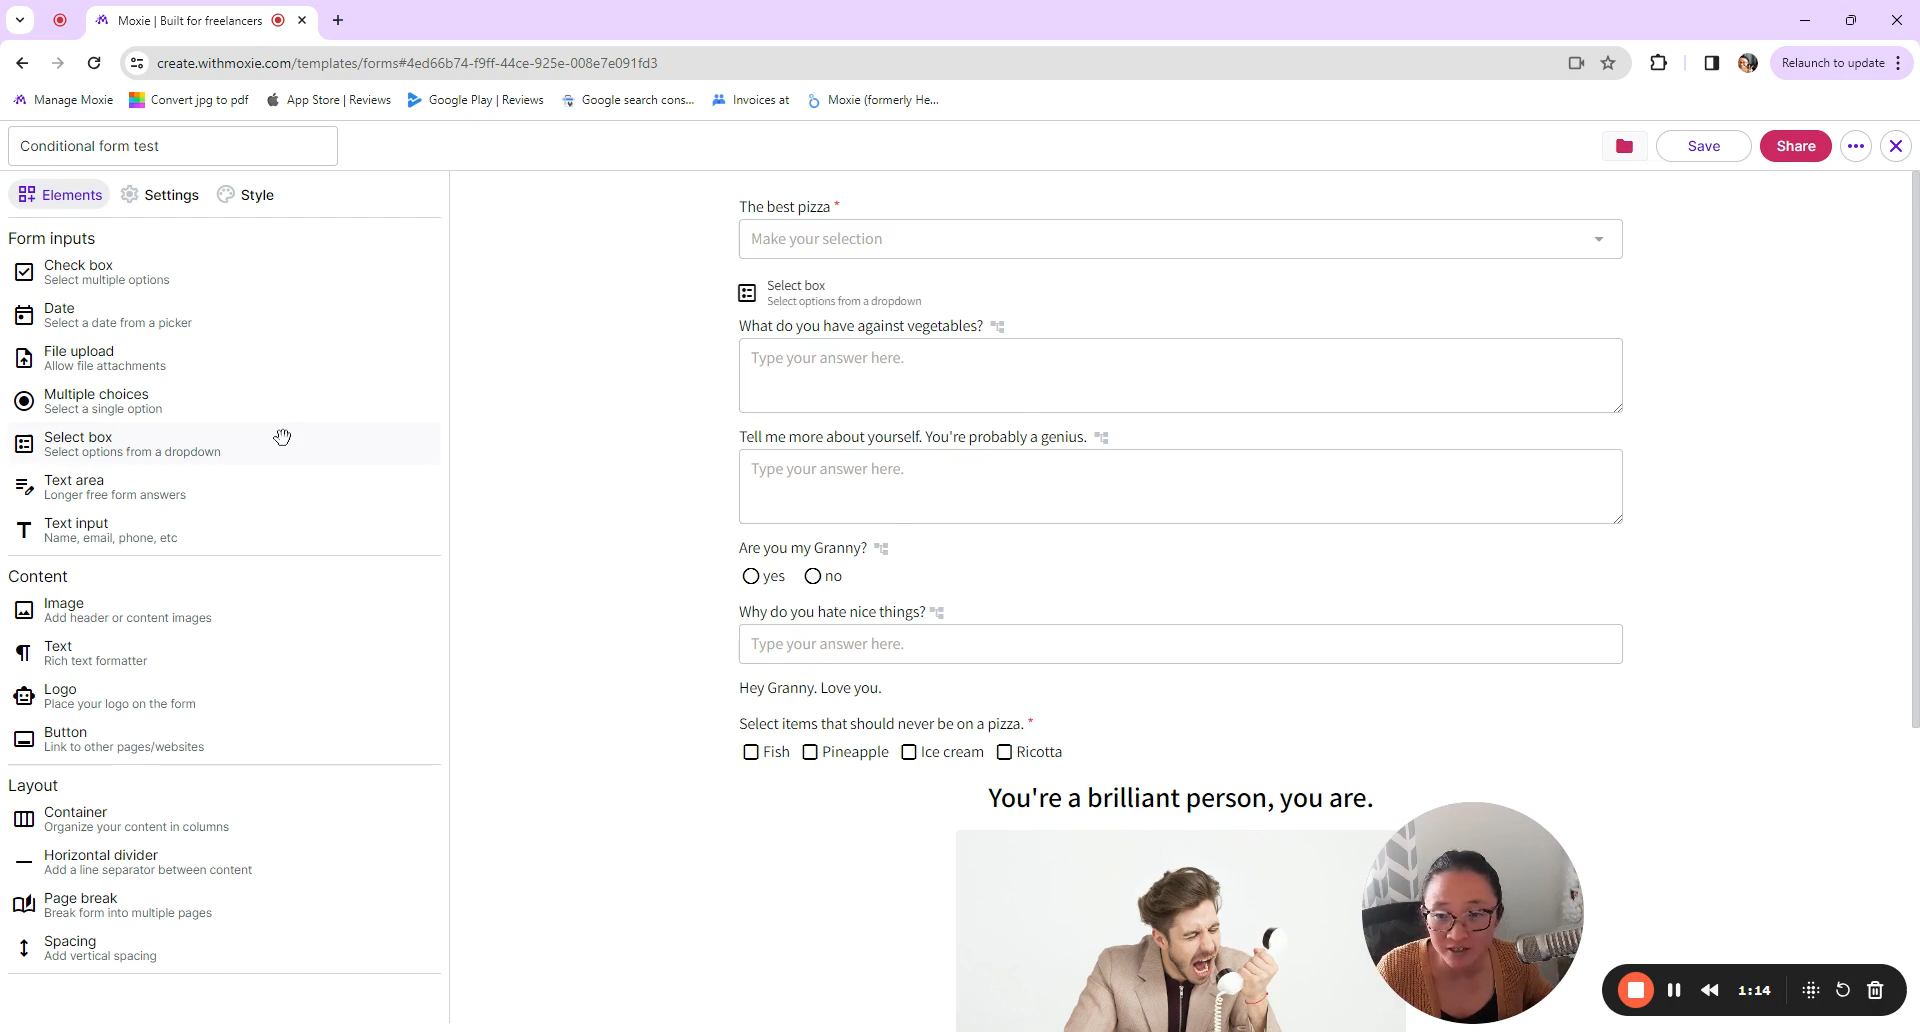 Moxie | Built for freelancers
create.withmoxie.com/templates/forms#4ed66b74-f9ff-44ce-925e-008e7e091fd3
Relaunch to update
Manage Moxie
Convert jpg to pdf
App Store | Reviews
Google Play | Reviews
Google search cons...
Invoices at
Moxie (formerly He...
Conditional form test
Save
Share
Elements
Settings
Style
Form inputs
Check box
Select multiple options
Date
Select a date from a picker
File upload
Allow file attachments
Multiple choices
Select a single option
Select box
Select options from a dropdown
Text area
Longer free form answers
Text input
Name, email, phone, etc
Content
Image
Add header or content images
Text
Rich text formatter
Logo
Place your logo on the form
Button
Link to other pages/websites
Layout
Container
Organize your content in columns
Horizontal divider
Add a line separator between content
Page break
Break form into multiple pages
Spacing
Add vertical spacing
The best pizza *
Make your selection
Select box
Select options from a dropdown
What do you have against vegetables?
Type your answer here.
Tell me more about yourself. You're probably a genius.
Type your answer here.
Are you my Granny?
yes no
Why do you hate nice things?
Type your answer here.
Hey Granny. Love you.
Select items that should never be on a pizza. *
Fish Pineapple Ice cream Ricotta
You're a brilliant person, you are.
1:14